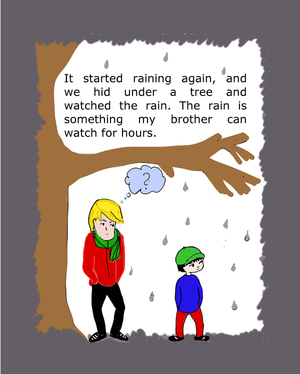 It started raining again, and
we hid under a tree and
watched the rain. The rain is
something my brother can
watch for hours.
?